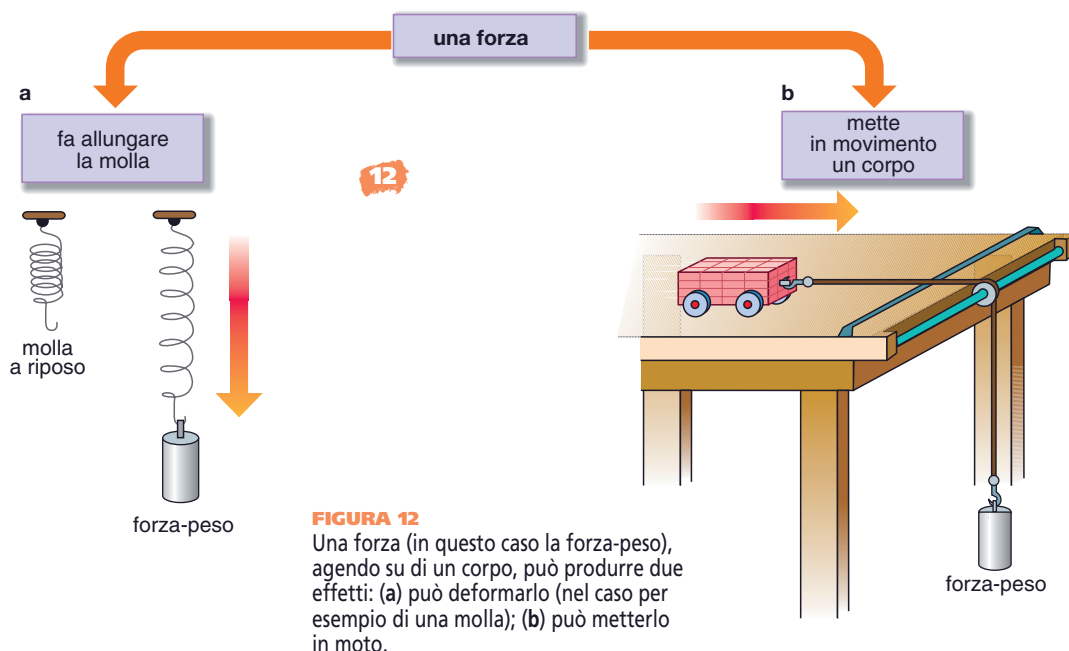 una forza
a
fa allungare
la molla
b
mette
in movimento
un corpo
12
molla
a riposo
forza-peso
forza-peso
FIGURA 12
Una forza (in questo caso la forza-peso),
agendo su di un corpo, può produrre due
effetti: (a) può deformarlo (nel caso per
esempio di una molla); (b) può metterlo
in moto.